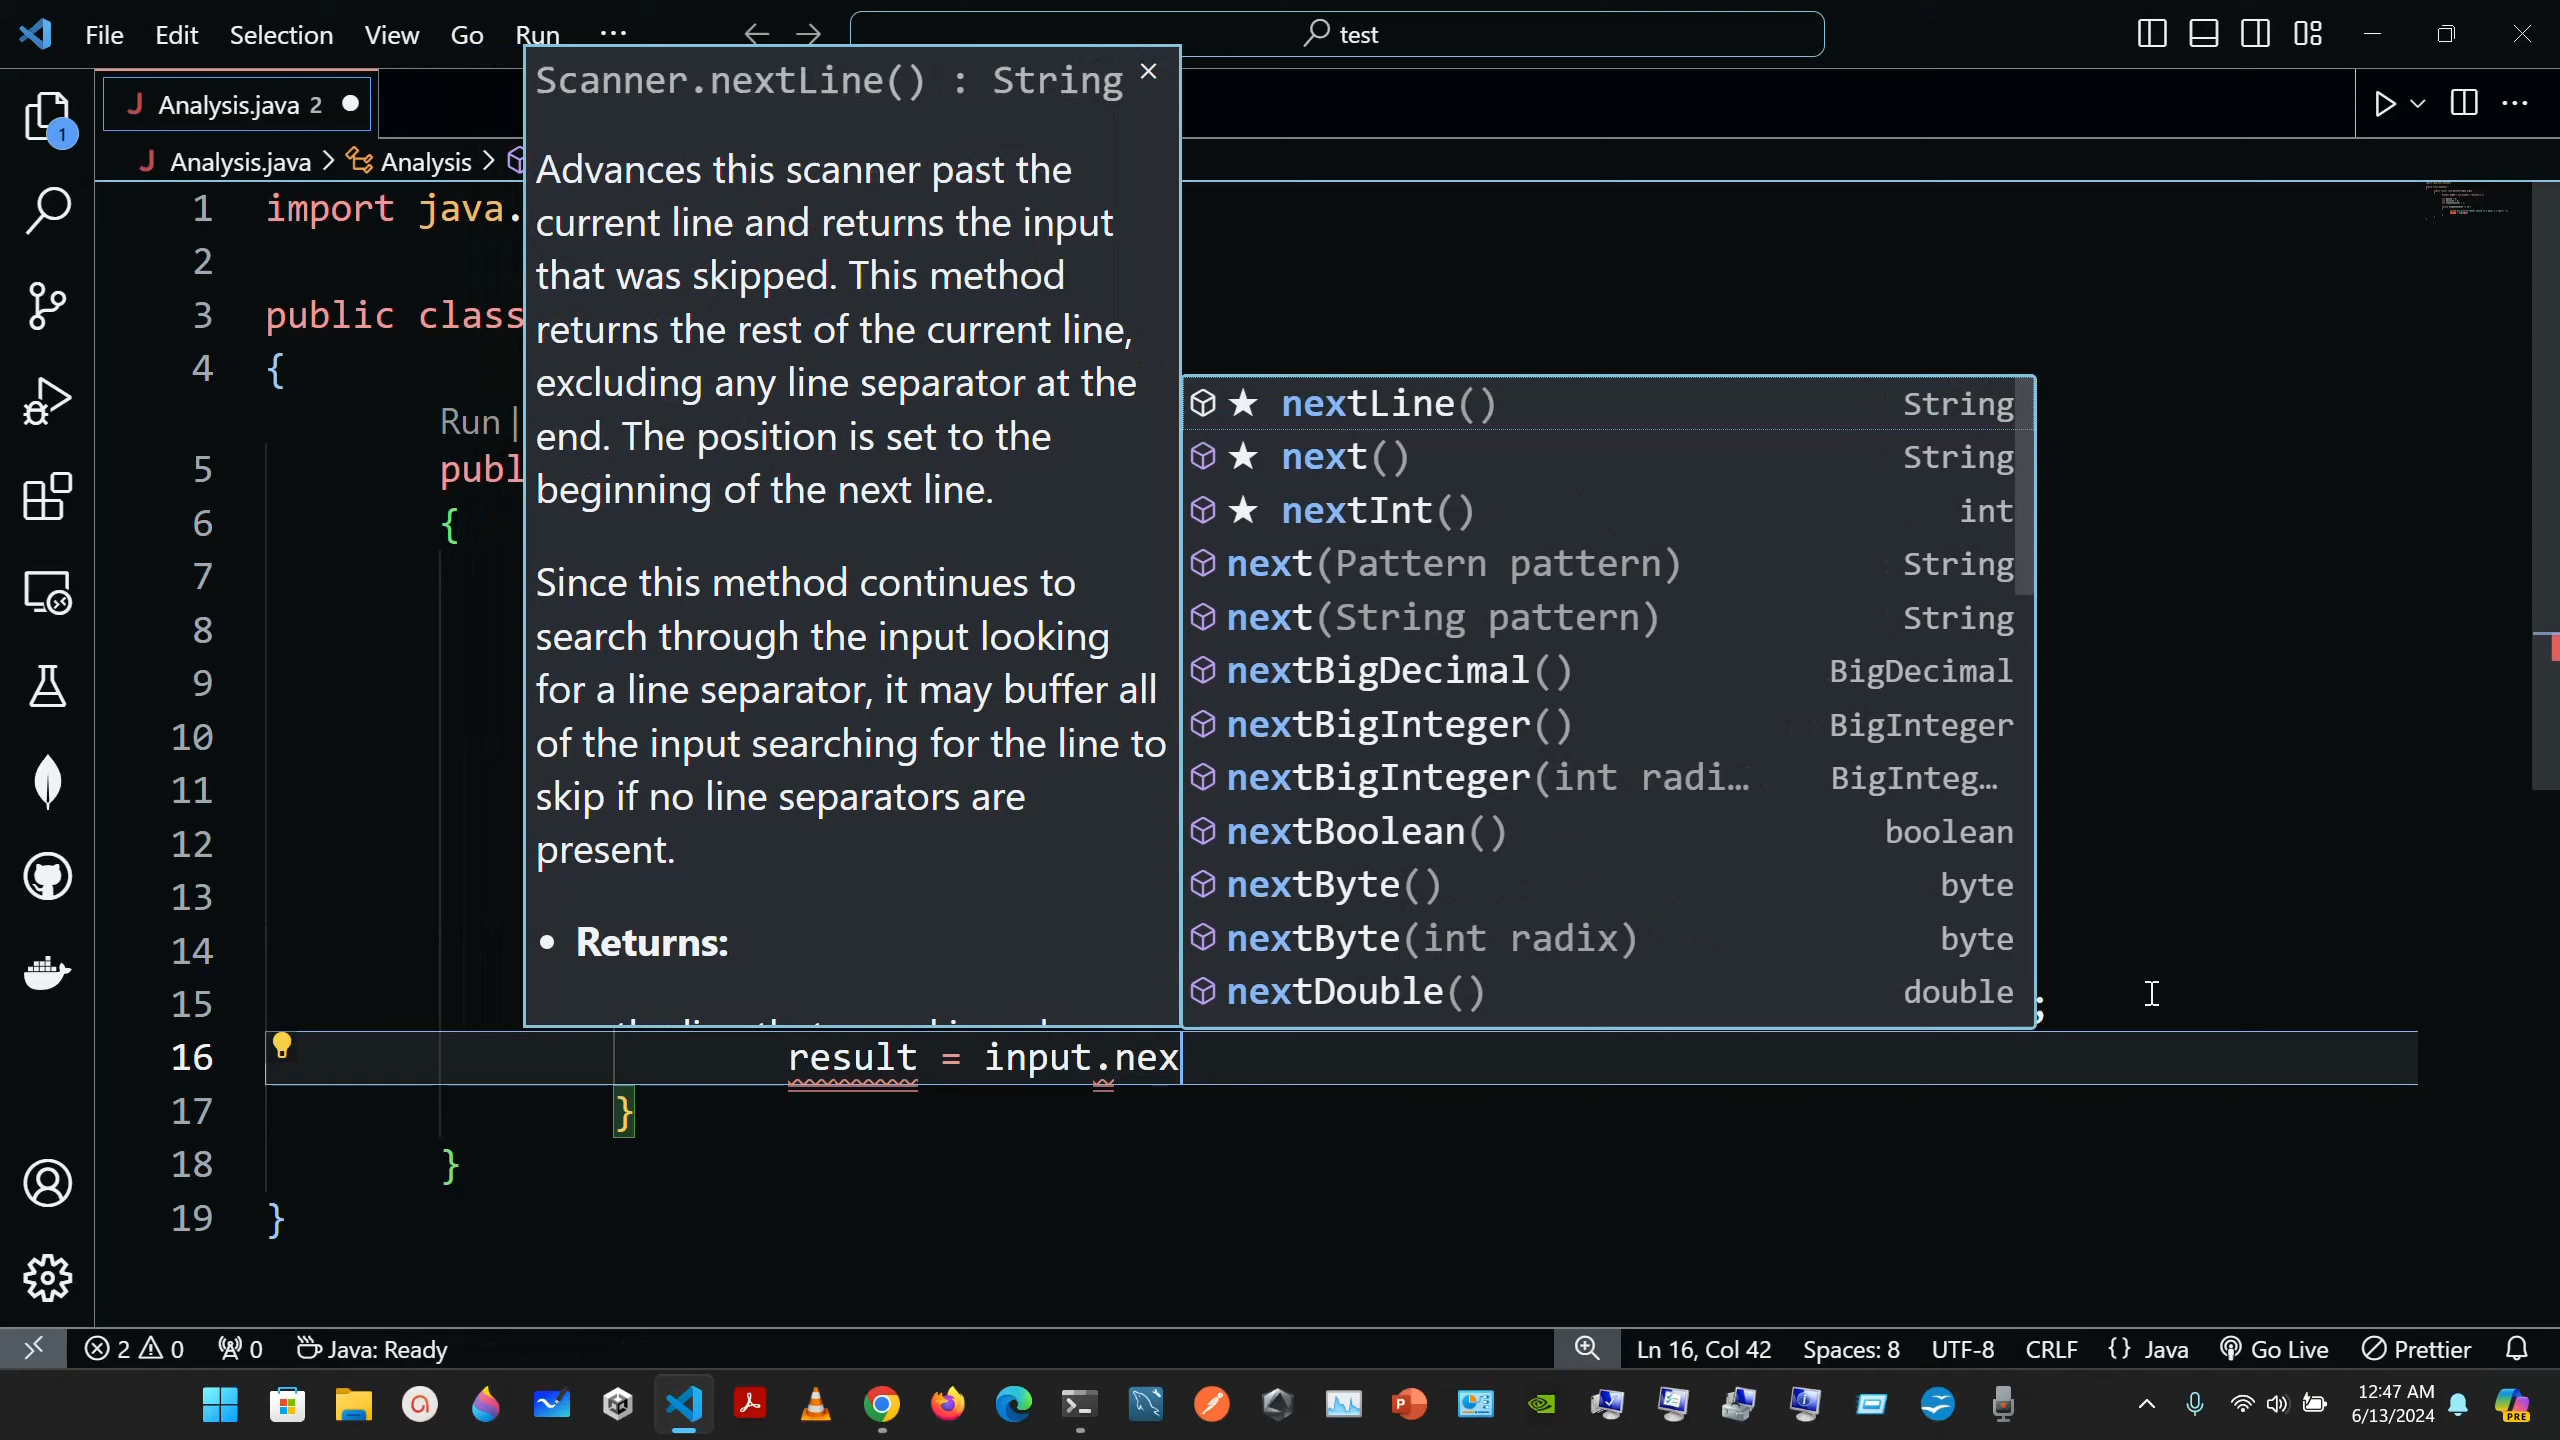 File Edit Selection View Go Run ··· test
Analysis.java 2
Analysis.java > Analysis >
Scanner.nextLine() : String
Advances this scanner past the
current line and returns the input
that was skipped. This method
returns the rest of the current line,
excluding any line separator at the
end. The position is set to the
beginning of the next line.
Since this method continues to
search through the input looking
for a line separator, it may buffer all
of the input searching for the line to
skip if no line separators are
present.
• Returns:
nextLine() String
next() String
nextInt() int
next(Pattern pattern) String
next(String pattern) String
nextBigDecimal() BigDecimal
nextBigInteger() BigInteger
nextBigInteger(int radi… BigInteg…
nextBoolean() boolean
nextByte() byte
nextByte(int radix) byte
nextDouble() double
1 import java.
2
3 public class
4 {
Run |
5 publ
6 {
7
8
9
10
11
12
13
14
15 ;
16 result = input.nex
17 }
18 }
19 }
1
2 0 0 Java: Ready Ln 16, Col 42 Spaces: 8 UTF-8 CRLF {} Java Go Live Prettier
12:47 AM
6/13/2024
PRE